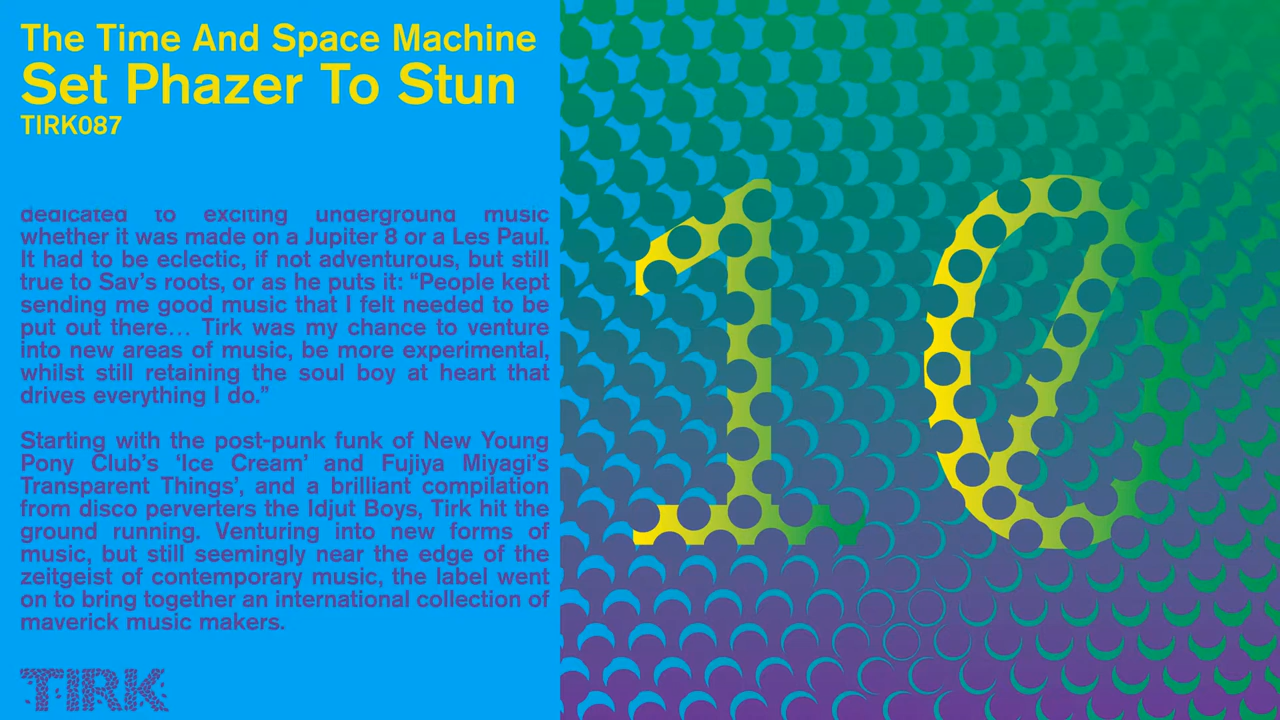 The Time And Space Machine
Set Phazer To Stun
TIRK087
dedicated to exciting underground music
whether it was made on a Jupiter 8 or a Les Paul.
It had to be eclectic, if not adventurous, but still
true to Sav's roots, or as he puts it: “People kept
sending me good music that I felt needed to be
put out there… Tirk was my chance to venture
into new areas of music, be more experimental,
whilst still retaining the soul boy at heart that
drives everything I do.”
Starting with the post-punk funk of New Young
Pony Club's ‘Ice Cream’ and Fujiya Miyagi's
Transparent Things’, and a brilliant compilation
from disco perverters the Idjut Boys, Tirk hit the
ground running. Venturing into new forms of
music, but still seemingly near the edge of the
zeitgeist of contemporary music, the label went
on to bring together an international collection of
maverick music makers.
TIRK
10